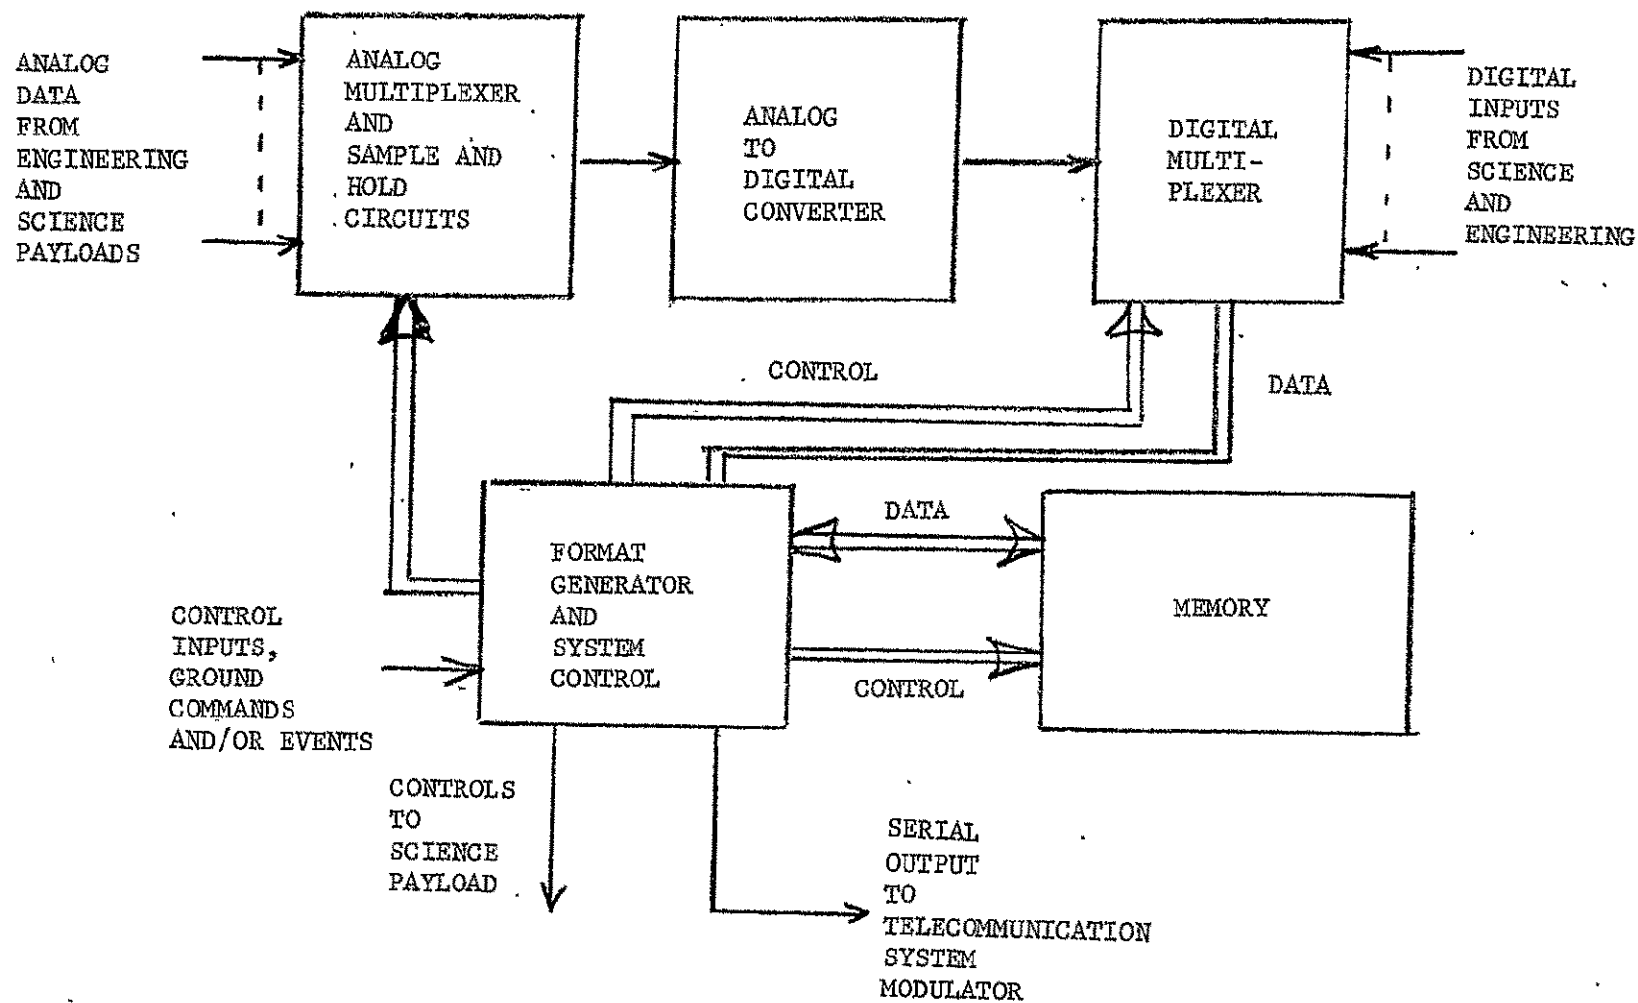 ANALOG
DATA
FROM
ENGINEERING
AND
SCIENCE
PAYLOADS
ANALOG
MULTIPLEXER
AND
SAMPLE AND
HOLD
CIRCUITS
ANALOG
TO
DIGITAL
CONVERTER
DIGITAL
MULTI-
PLEXER
DIGITAL
INPUTS
FROM
SCIENCE
AND
ENGINEERING
CONTROL
DATA
FORMAT
GENERATOR
AND
SYSTEM
CONTROL
DATA
CONTROL
MEMORY
CONTROL
INPUTS,
GROUND
COMMANDS
AND/OR EVENTS
CONTROLS
TO
SCIENCE
PAYLOAD
SERIAL
OUTPUT
TO
TELECOMMUNICATION
SYSTEM
MODULATOR